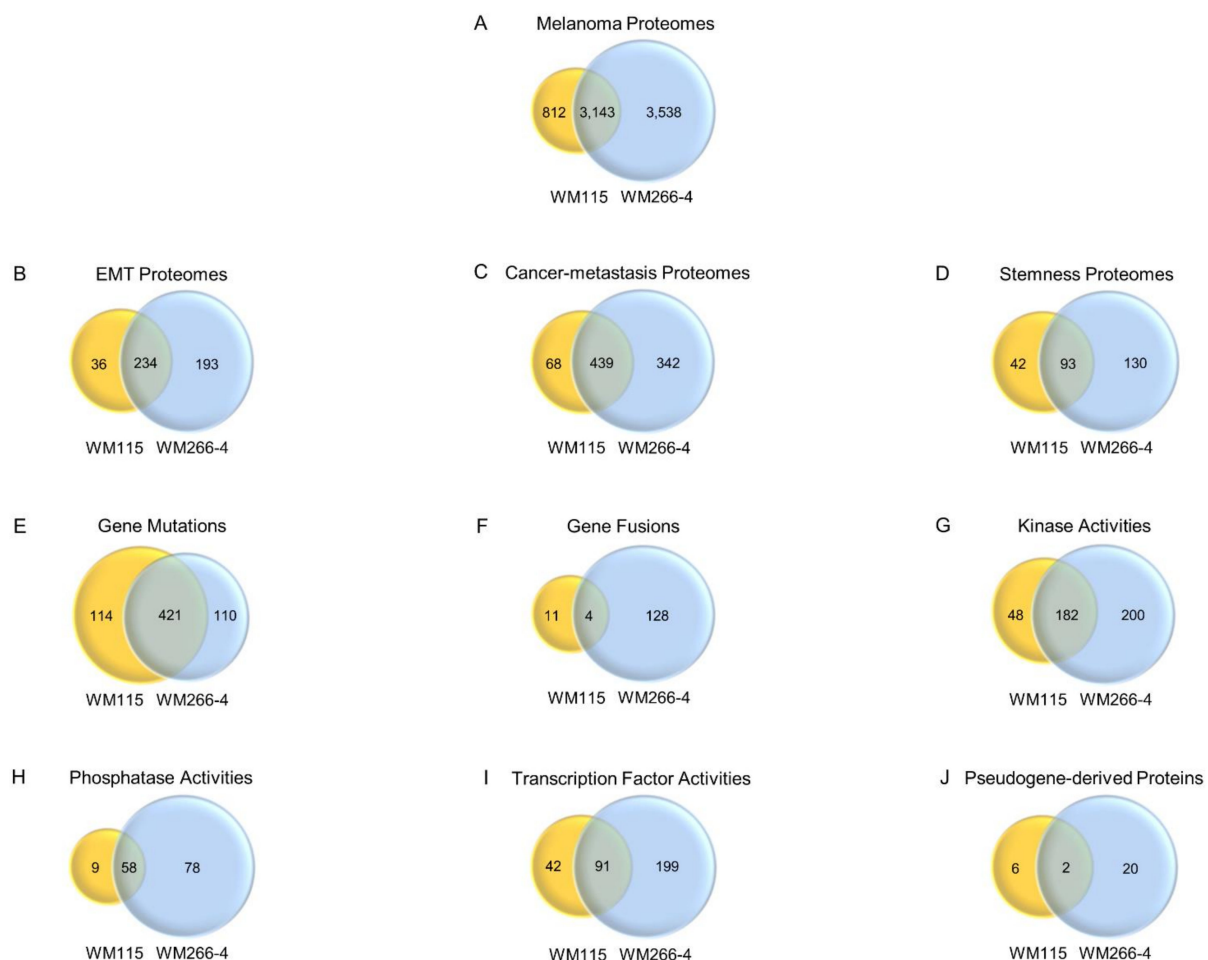 A Melanoma Proteomes
812 3,143 3,538
WM115 WM266-4
B EMT Proteomes
36 234 193
WM115 WM266-4
C Cancer-metastasis Proteomes
68 439 342
WM115 WM266-4
D Stemness Proteomes
42 93 130
WM115 WM266-4
E Gene Mutations
114 421 110
WM115 WM266-4
F Gene Fusions
11 4 128
WM115 WM266-4
G Kinase Activities
48 182 200
WM115 WM266-4
H Phosphatase Activities
9 58 78
WM115 WM266-4
I Transcription Factor Activities
42 91 199
WM115 WM266-4
J Pseudogene-derived Proteins
6 2 20
WM115 WM266-4